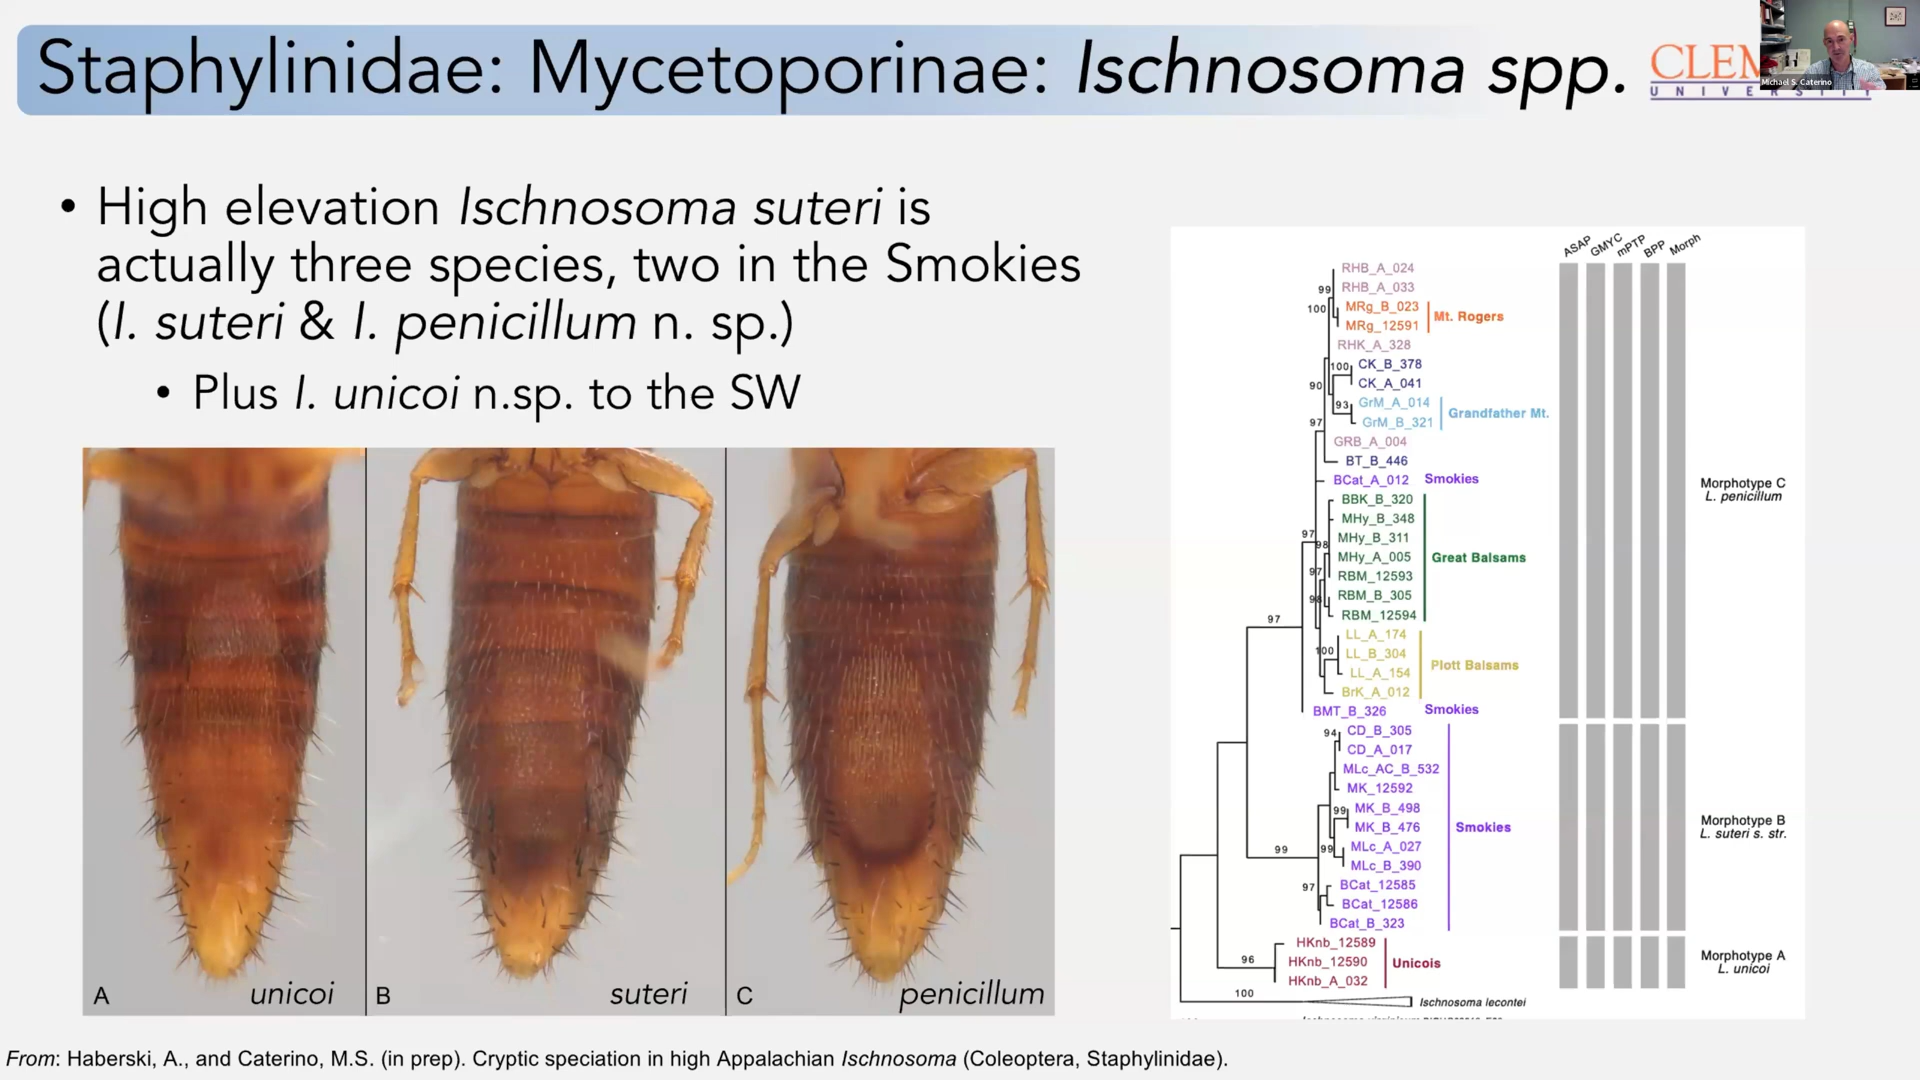 Staphylinidae: Mycetoporinae: Ischnosoma spp.
CLEM
UNIVERSITY
Michael S. Caterino
• High elevation Ischnosoma suteri is
actually three species, two in the Smokies
(I. suteri & I. penicillum n. sp.)
• Plus I. unicoi n.sp. to the SW
A unicoi
B suteri
C penicillum
ASAP GMYC mPTP BPP Morph
RHB_A_024
99
RHB_A_033
100
MRg_B_023
Mt. Rogers
MRg_12591
RHK_A_328
100 CK_B_378
90
CK_A_041
93 GrM_A_014
Grandfather Mt.
97 GrM_B_321
GRB_A_004
BT_B_446
BCat_A_012 Smokies
Morphotype C
L. penicillum
BBK_B_320
MHy_B_348
97
MHy_B_311
98
MHy_A_005
Great Balsams
97
RBM_12593
98
RBM_B_305
97
RBM_12594
LL_A_174
100 LL_B_304
Plott Balsams
LL_A_154
BrK_A_012
BMT_B_326 Smokies
94 CD_B_305
CD_A_017
MLc_AC_B_532
MK_12592
99 MK_B_498
MK_B_476
Smokies
Morphotype B
L. suteri s. str.
99 99 MLc_A_027
MLc_B_390
97 BCat_12585
BCat_12586
BCat_B_323
HKnb_12589
96 HKnb_12590 Unicois
Morphotype A
L. unicoi
HKnb_A_032
100 Ischnosoma lecontei
From: Haberski, A., and Caterino, M.S. (in prep). Cryptic speciation in high Appalachian Ischnosoma (Coleoptera, Staphylinidae).